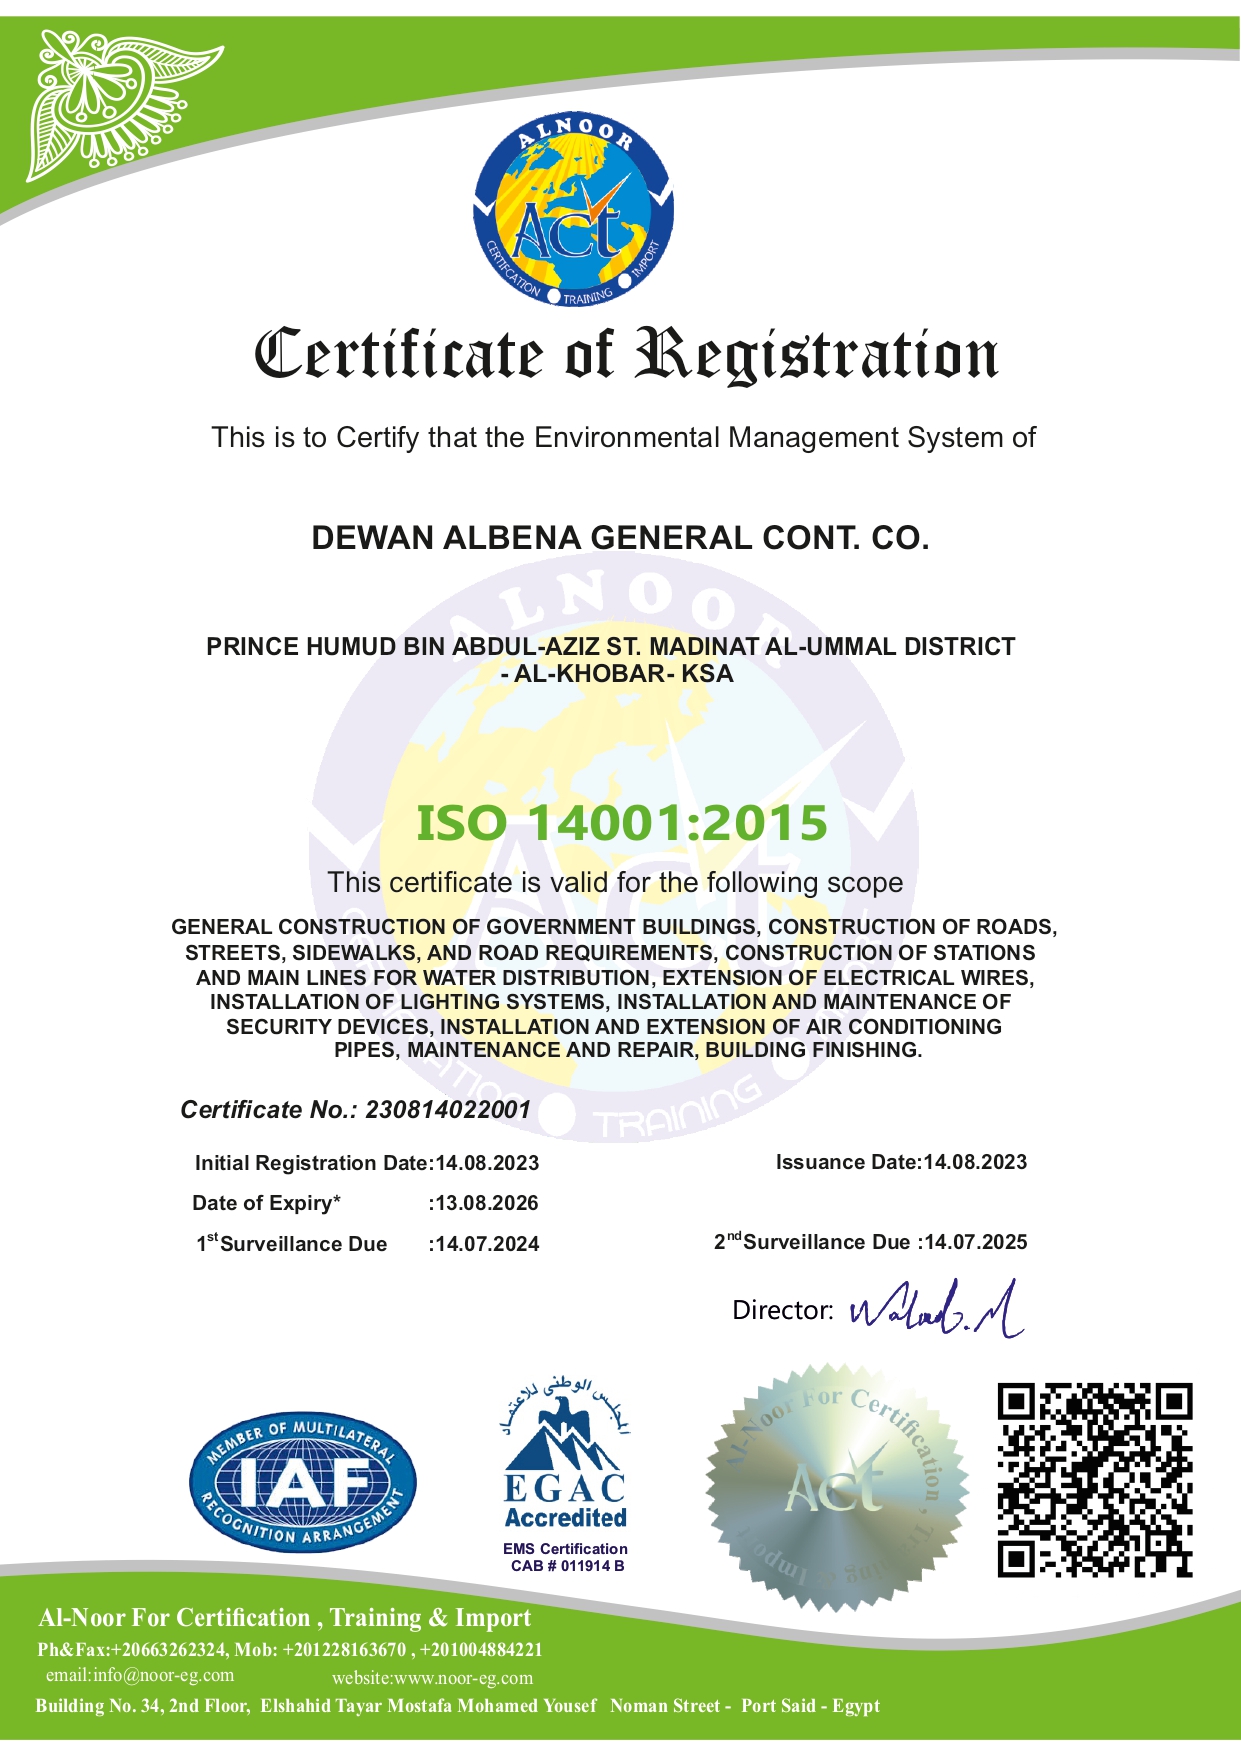 ALNOOR
Act
CERTIFCATION TRAINING IMPORT
Certificate of Registration
This is to Certify that the Environmental Management System of
DEWAN ALBENA GENERAL CONT. CO.
PRINCE HUMUD BIN ABDUL-AZIZ ST. MADINAT AL-UMMAL DISTRICT
- AL-KHOBAR- KSA
ISO 14001:2015
This certificate is valid for the following scope
GENERAL CONSTRUCTION OF GOVERNMENT BUILDINGS, CONSTRUCTION OF ROADS,
STREETS, SIDEWALKS, AND ROAD REQUIREMENTS, CONSTRUCTION OF STATIONS
AND MAIN LINES FOR WATER DISTRIBUTION, EXTENSION OF ELECTRICAL WIRES,
INSTALLATION OF LIGHTING SYSTEMS, INSTALLATION AND MAINTENANCE OF
SECURITY DEVICES, INSTALLATION AND EXTENSION OF AIR CONDITIONING
PIPES, MAINTENANCE AND REPAIR, BUILDING FINISHING.
Certificate No.: 230814022001
Initial Registration Date:14.08.2023
Issuance Date:14.08.2023
Date of Expiry* :13.08.2026
1st Surveillance Due :14.07.2024
2nd Surveillance Due :14.07.2025
Director:
MEMBER OF MULTILATERAL
IAF
RECOGNITION ARRANGEMENT
المجلس الوطني للاعتماد
EGAC
Accredited
EMS Certification
CAB # 011914 B
Al-Noor For Certification , Training & Import
Act
Al-Noor For Certification , Training & Import
Ph&Fax:+20663262324, Mob: +201228163670 , +201004884221
email:info@noor-eg.com website:www.noor-eg.com
Building No. 34, 2nd Floor, Elshahid Tayar Mostafa Mohamed Yousef Noman Street - Port Said - Egypt